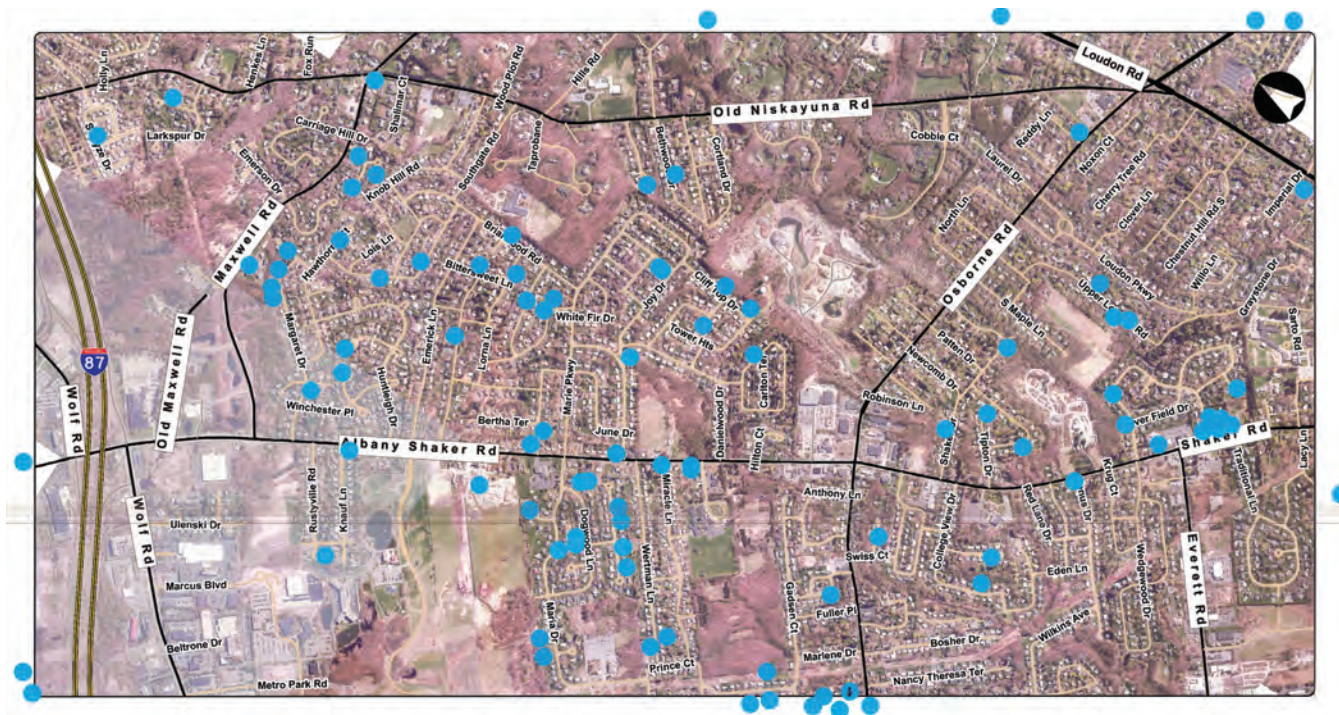 Holly Ln
Henkes Ln
Fox Run
Shalimar Ct
Wood Plot Rd
Hills Rd
Loudon Rd
Old Niskayuna Rd
Larkspur Dr
Carriage Hill Dr
Southgate Rd
Taprobane
Cortland Dr
Cobble Ct
Reddy Ln
Noxon Ct
Laurel Dr
Cherry Tree Rd
Clover Ln
Chestnut Hill Rd S
Imperial Dr
Emerson Dr
Knob Hill Rd
North Ln
Maxwell Rd
Lois Ln
Bittersweet Ln
Osborne Rd
Loudon Pkwy
Willo Ln
Graystone Dr
Joy Dr
Cliff Top Dr
White Fir Dr
Tower Hts
S Maple Ln
Sarto Rd
87
Old Maxwell Rd
Margaret Dr
Emerick Ln
Lorna Ln
Patten Dr
Newcomb Dr
Wolf Rd
Huntleigh Dr
Marie Pkwy
Carlton Ter
Robinson Ln
Winchester Pl
Bertha Ter
June Dr
Danielwood Dr
Hilton Ct
Albany Shaker Rd
Shaker Rd
Tipton Dr
Krug Ct
Lacy Ln
Traditional Ln
Rustyville Rd
Knauf Ln
Miracle Ln
Anthony Ln
Red Lane Dr
College View Dr
Wolf Rd
Ulenski Dr
Dogwood Ln
Wertman Ln
Swiss Ct
Eden Ln
Wedgewood Dr
Everett Rd
Marcus Blvd
Gadsen Ct
Fuller Pl
Wilkins Ave
Beltrone Dr
Maria Dr
Bosher Dr
Marlene Dr
Prince Ct
Metro Park Rd
Nancy Theresa Ter